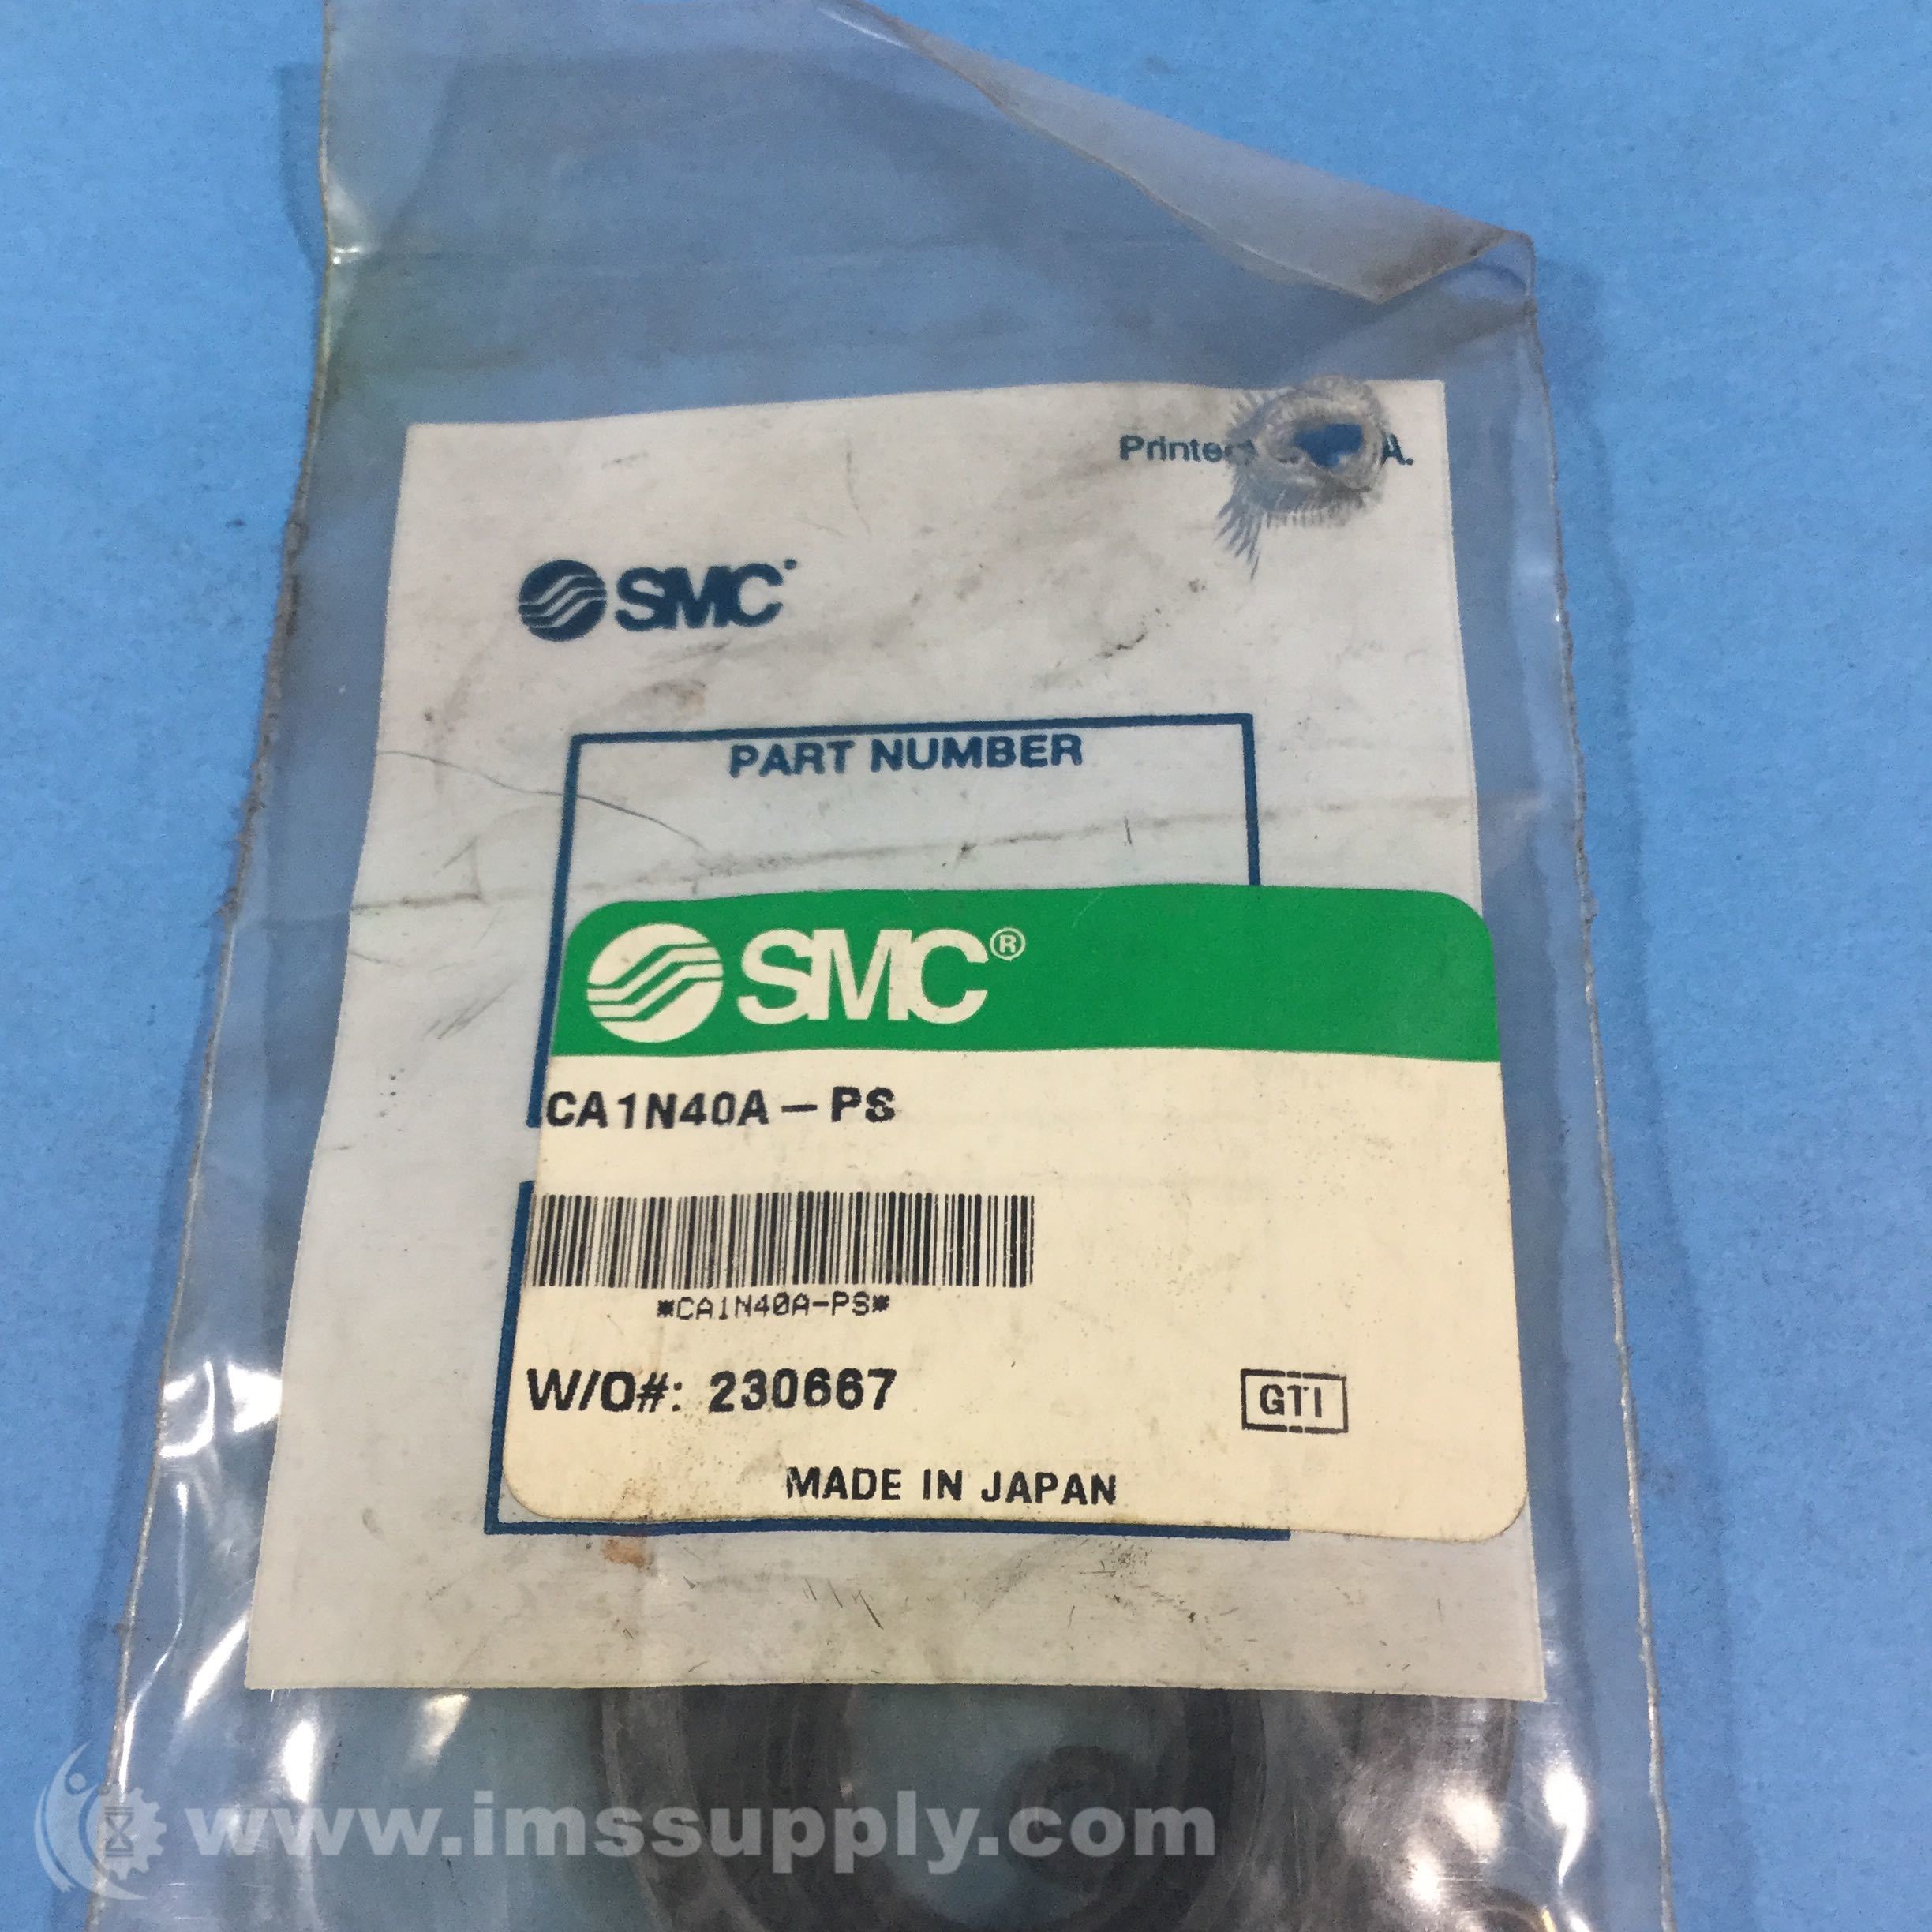 Printed A.
SMC
PART NUMBER
SMC®
CA1N40A-PS
*CA1N40A-PS*
W/O#: 230667
GTI
MADE IN JAPAN
www.imssupply.com